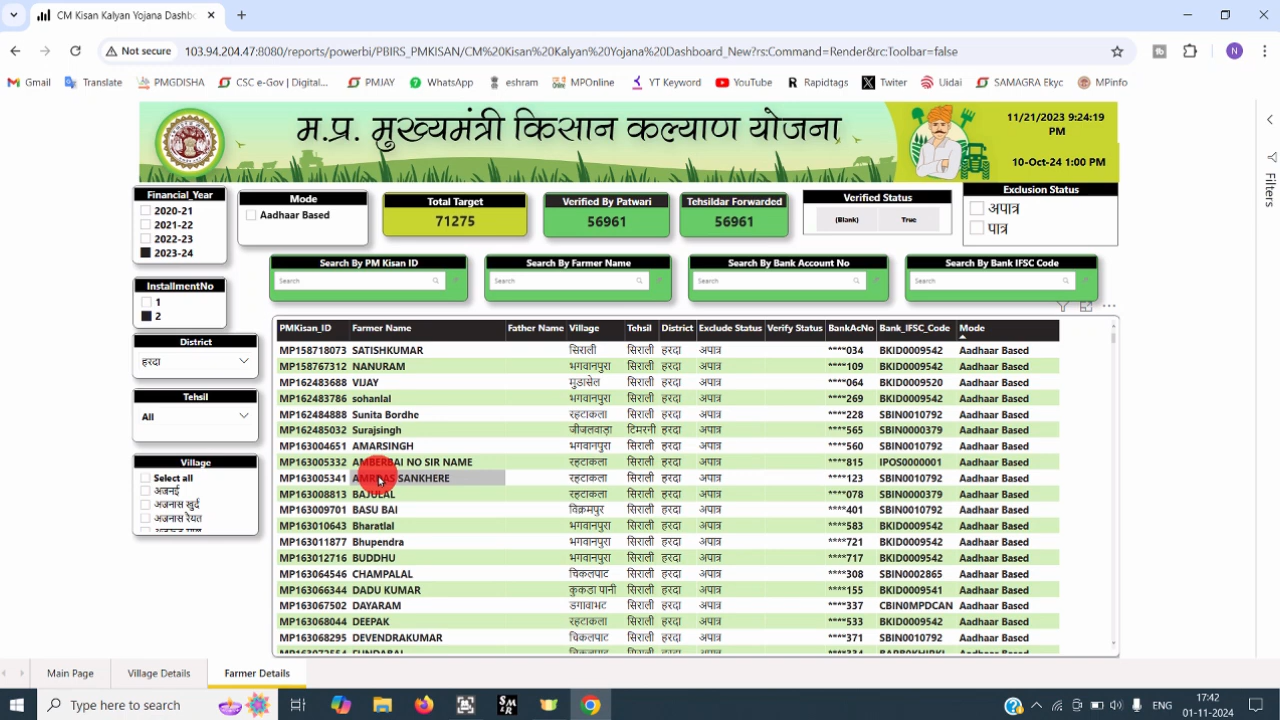 CM Kisan Kalyan Yojana Dashbo
Not secure
103.94.204.47:8080/reports/powerbi/PBIRS_PMKISAN/CM%20Kisan%20Kalyan%20Yojana%20Dashboard_New?rs:Command=Render&rc:Toolbar=false
N
Gmail Translate PMGDISHA CSC e-Gov | Digital... PMJAY WhatsApp eshram MPOnline YT Keyword YouTube Rapidtags Twiter Uidai SAMAGRA Ekyc MPinfo
म.प्र. मुख्यमंत्री किसान कल्याण योजना
11/21/2023 9:24:19
PM
10-Oct-24 1:00 PM
Financial_Year
2020-21
2021-22
2022-23
2023-24
Mode
Aadhaar Based
Total Target
71275
Verified By Patwari
56961
Tehsildar Forwarded
56961
Verified Status
(Blank) True
Exclusion Status
अपात्र
पात्र
Filters
Search By PM Kisan ID
Search
Search By Farmer Name
Search
Search By Bank Account No
Search
Search By Bank IFSC Code
Search
InstallmentNo
1
2
District
हरदा
Tehsil
All
Village
Select all
अजनई
अजनास खुर्द
अजनास रैयत
PMKisan_ID Farmer Name Father Name Village Tehsil District Exclude Status Verify Status BankAcNo Bank_IFSC_Code Mode
MP158718073 SATISHKUMAR सिराली सिराली हरदा अपात्र ****034 BKID0009542 Aadhaar Based
MP158767312 NANURAM भगवानपुरा सिराली हरदा अपात्र ****109 BKID0009542 Aadhaar Based
MP162483688 VIJAY मुडासेल सिराली हरदा अपात्र ****064 BKID0009520 Aadhaar Based
MP162483786 sohanlal भगवानपुरा सिराली हरदा अपात्र ****269 BKID0009542 Aadhaar Based
MP162484888 Sunita Bordhe रहटाकला सिराली हरदा अपात्र ****228 SBIN0010792 Aadhaar Based
MP162485032 Surajsingh जीजलवाड़ा टिमरनी हरदा अपात्र ****565 SBIN0000379 Aadhaar Based
MP163004651 AMARSINGH भगवानपुरा सिराली हरदा अपात्र ****560 SBIN0010792 Aadhaar Based
MP163005332 AMBERBAI NO SIR NAME रहटाकला सिराली हरदा अपात्र ****815 IPOS0000001 Aadhaar Based
MP163005341 SANKHERE रहटाकला सिराली हरदा अपात्र ****123 SBIN0010792 Aadhaar Based
MP163008813 BAJULAL रहटाकला सिराली हरदा अपात्र ****078 SBIN0000379 Aadhaar Based
MP163009701 BASU BAI विक्रमपुर सिराली हरदा अपात्र ****401 SBIN0010792 Aadhaar Based
MP163010643 Bharatlal भगवानपुरा सिराली हरदा अपात्र ****583 BKID0009542 Aadhaar Based
MP163011877 Bhupendra भगवानपुरा सिराली हरदा अपात्र ****721 BKID0009542 Aadhaar Based
MP163012716 BUDDHU भगवानपुरा सिराली हरदा अपात्र ****717 BKID0009542 Aadhaar Based
MP163064546 CHAMPALAL चिकलपाट सिराली हरदा अपात्र ****308 SBIN0002865 Aadhaar Based
MP163066344 DADU KUMAR कुकडा पानी सिराली हरदा अपात्र ****155 BKID0009541 Aadhaar Based
MP163067502 DAYARAM डगावाभट सिराली हरदा अपात्र ****337 CBIN0MPDCAN Aadhaar Based
MP163068044 DEEPAK रहटाकला सिराली हरदा अपात्र ****533 BKID0009542 Aadhaar Based
MP163068295 DEVENDRAKUMAR चिकलपाट सिराली हरदा अपात्र ****371 SBIN0010792 Aadhaar Based
Main Page Village Details Farmer Details
Type here to search
ENG
17:42
01-11-2024